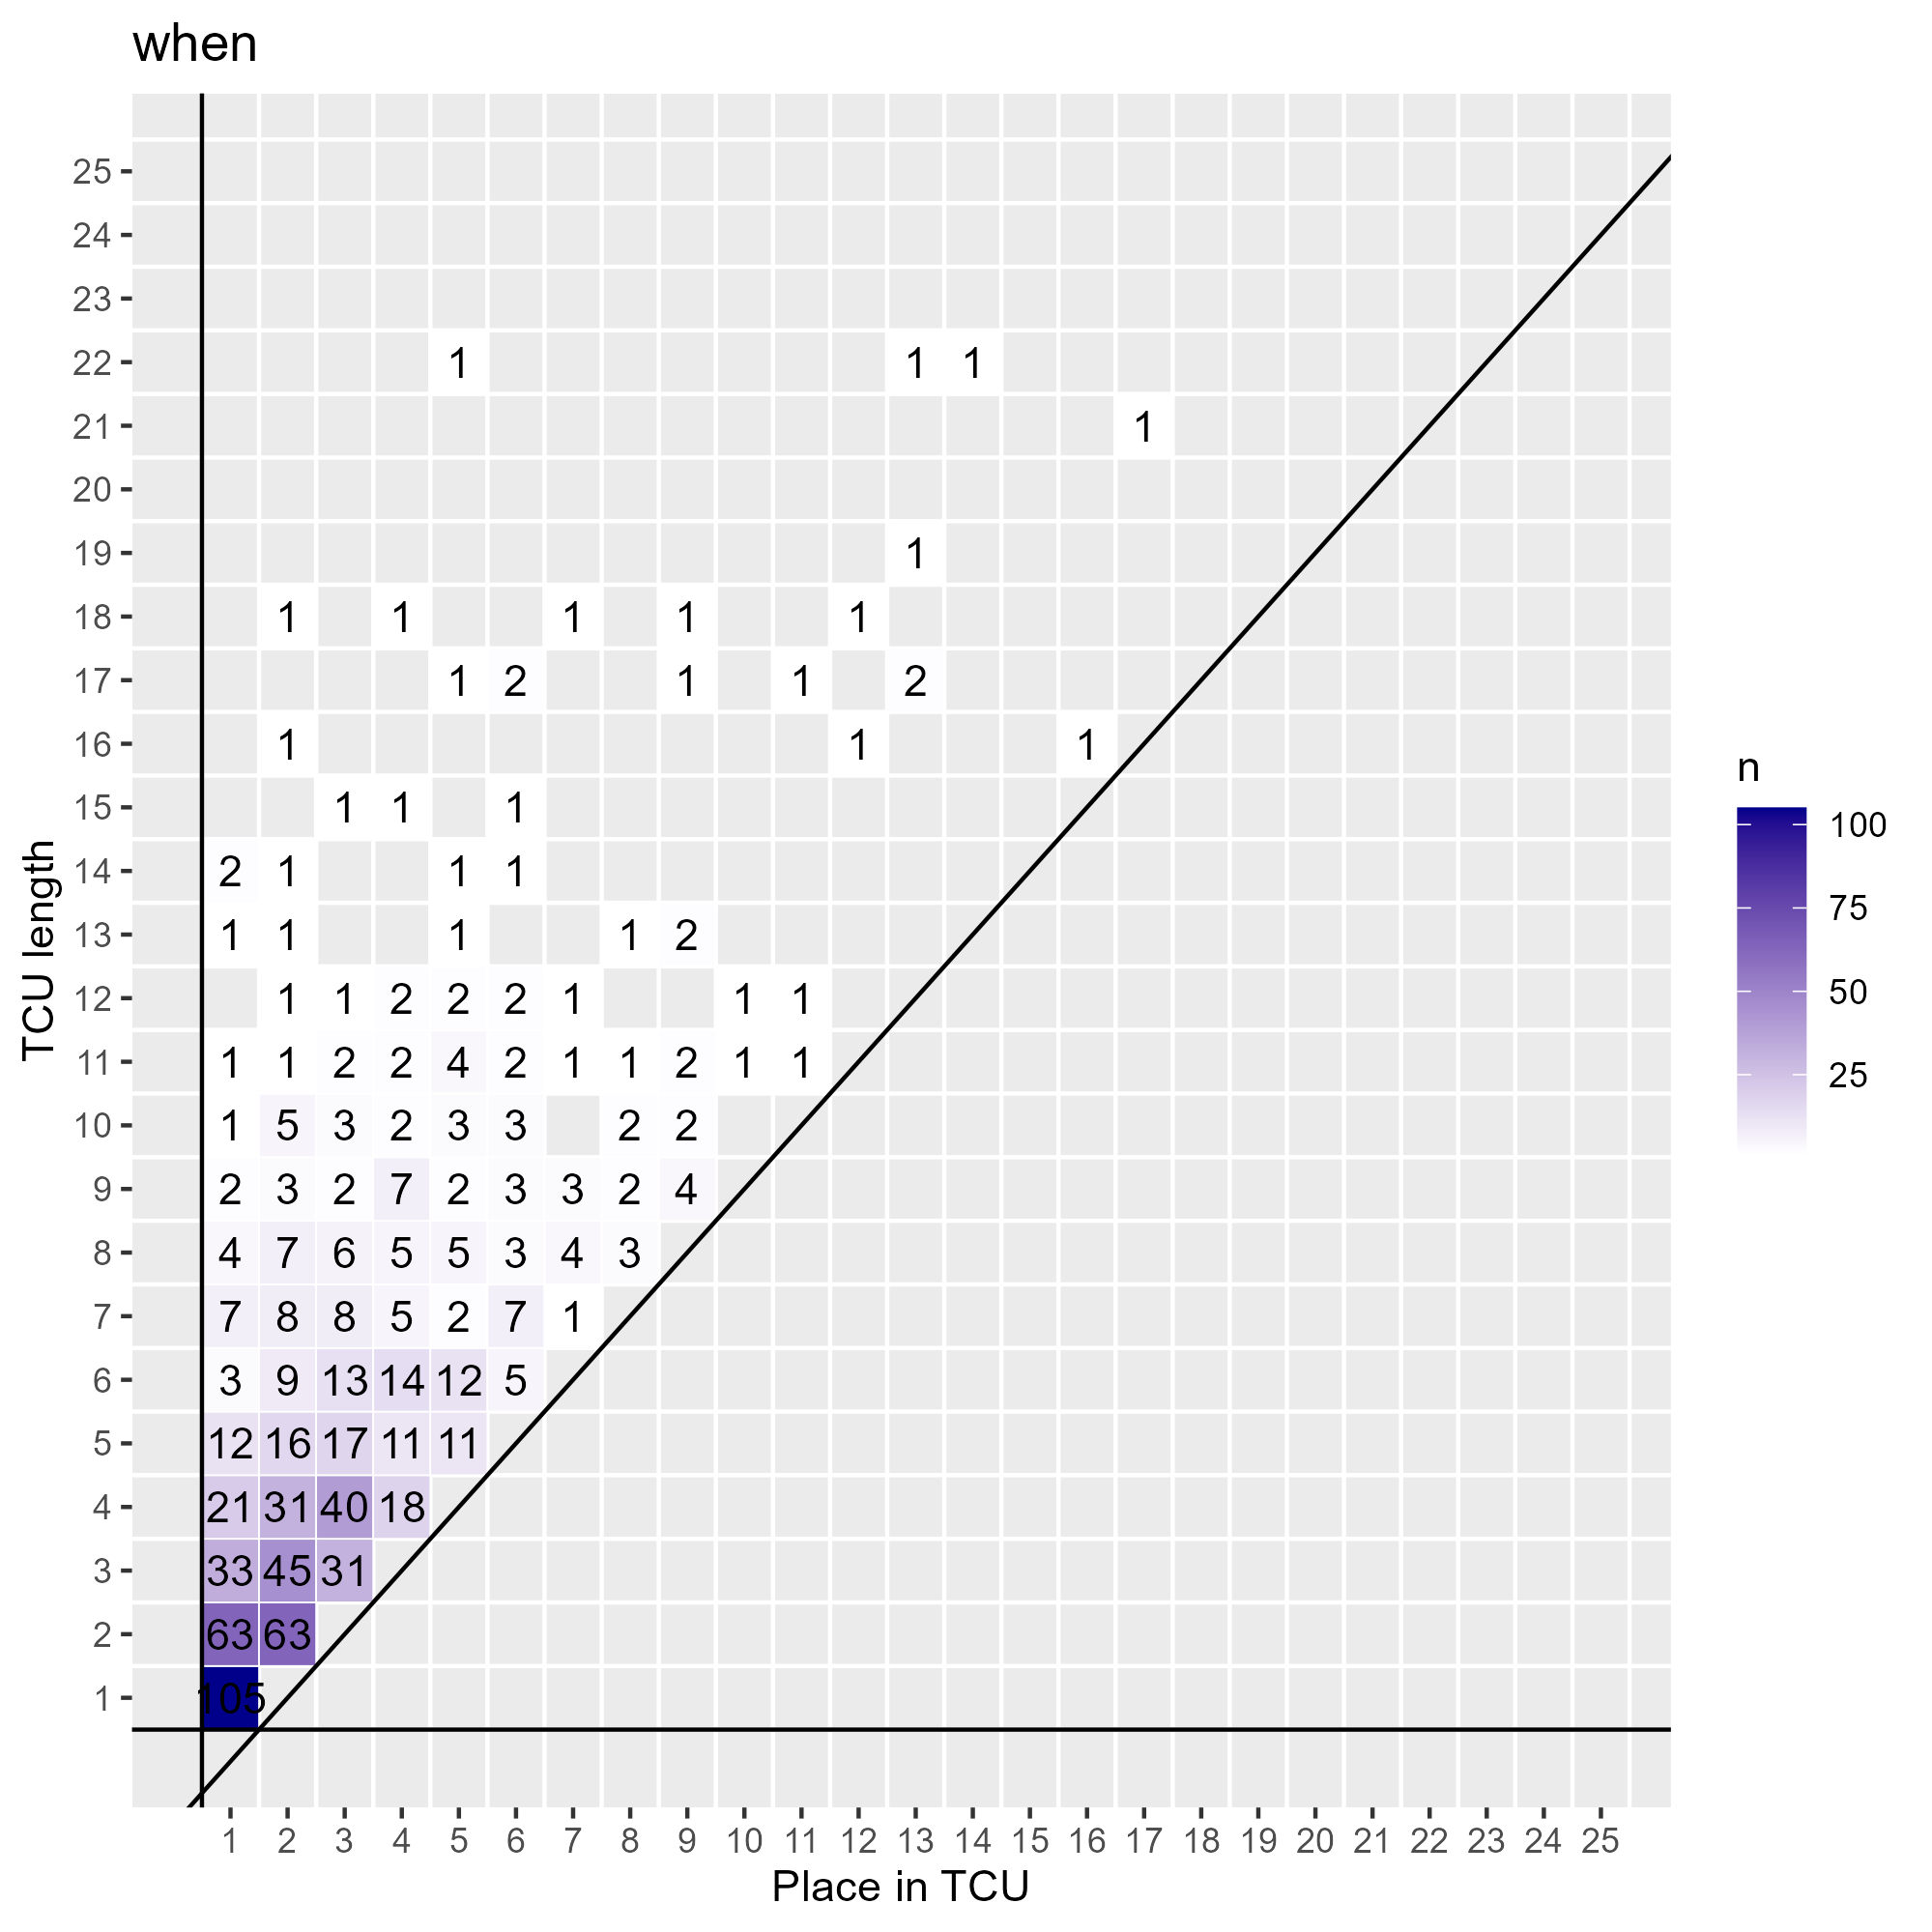 when
25
24
23
22 1 1 1
21 1
20
19 1
18 1 1 1 1 1
17 1 2 1 1 2
16 1 1 1
15 1 1 1
14 2 1 1 1
13 1 1 1 1 2
12 1 1 2 2 2 1 1 1
11 1 1 2 2 4 2 1 1 2 1 1
10 1 5 3 2 3 3 2 2
9 2 3 2 7 2 3 3 2 4
8 4 7 6 5 5 3 4 3
7 7 8 8 5 2 7 1
6 3 9 13 14 12 5
5 12 16 17 11 11
4 21 31 40 18
3 33 45 31
2 63 63
1 105
1 2 3 4 5 6 7 8 9 10 11 12 13 14 15 16 17 18 19 20 21 22 23 24 25
Place in TCU
TCU length
n
100
75
50
25